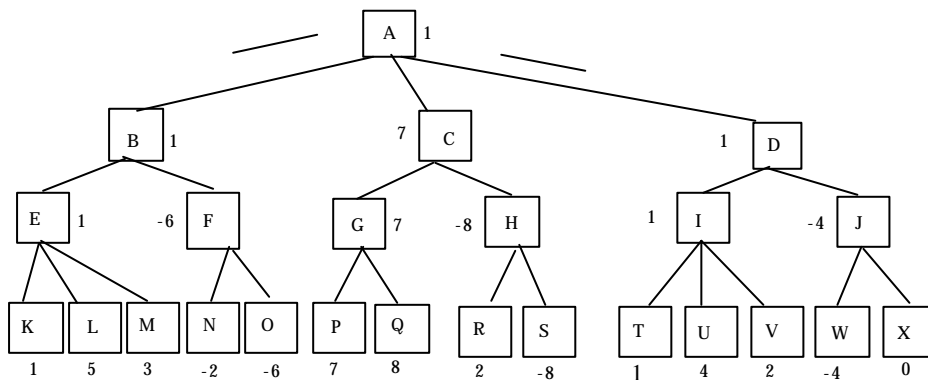 A 1
B 1 7 C 1 D
E 1 -6 F G 7 -8 H 1 I -4 J
K L M N O P Q R S T U V W X
1 5 3 -2 -6 7 8 2 -8 1 4 2 -4 0